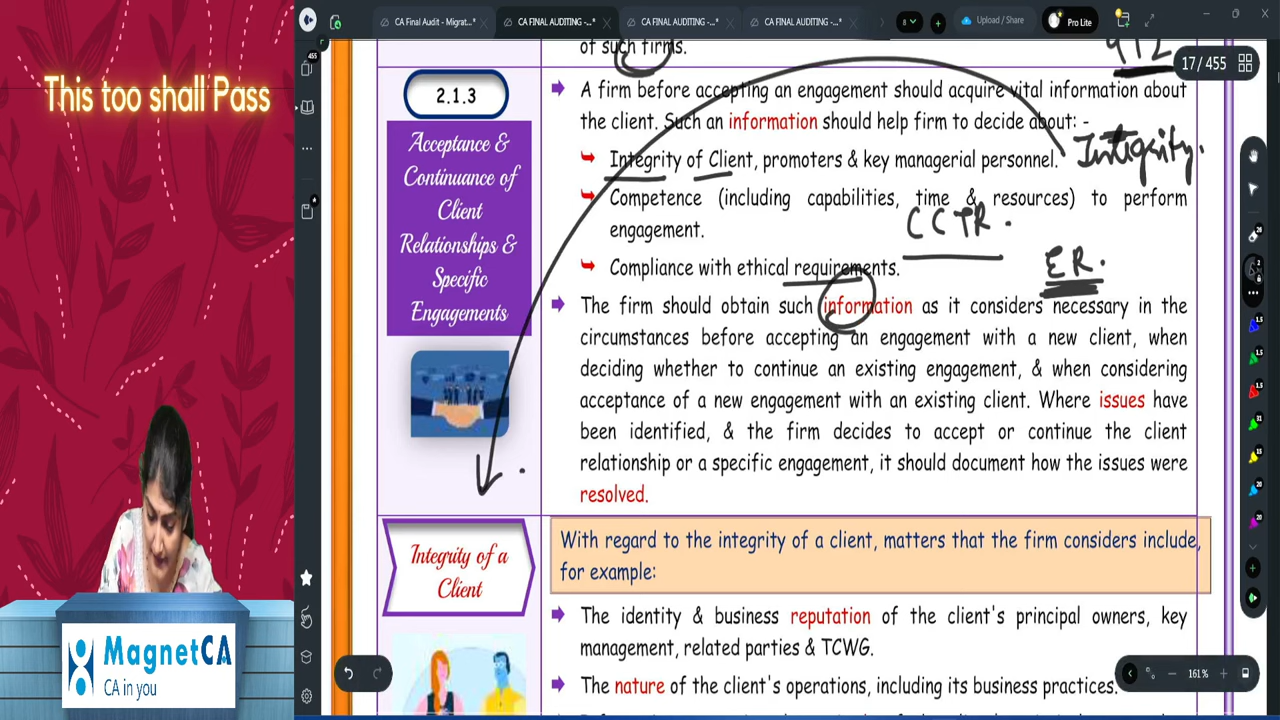 CA Final Audit - Migrat...*
CA FINAL AUDITING -...*
CA FINAL AUDITING -...*
CA FINAL AUDITING -...*
8
Upload / Share
Pro Lite
This too shall Pass
455
17 / 455
of such firms.
2.1.3
Acceptance &
Continuance of
Client
Relationships &
Specific
Engagements
➡ A firm before accepting an engagement should acquire vital information about
the client. Such an information should help firm to decide about: -
Integrity of Client, promoters & key managerial personnel.
Integrity.
Competence (including capabilities, time & resources) to perform
engagement.
CCTR.
Compliance with ethical requirements.
ER.
➡ The firm should obtain such information as it considers necessary in the
circumstances before accepting an engagement with a new client, when
deciding whether to continue an existing engagement, & when considering
acceptance of a new engagement with an existing client. Where issues have
been identified, & the firm decides to accept or continue the client
relationship or a specific engagement, it should document how the issues were
resolved.
Integrity of a
Client
With regard to the integrity of a client, matters that the firm considers include,
for example:
➡ The identity & business reputation of the client's principal owners, key
management, related parties & TCWG.
➡ The nature of the client's operations, including its business practices.
161%
MagnetCA
CA in you